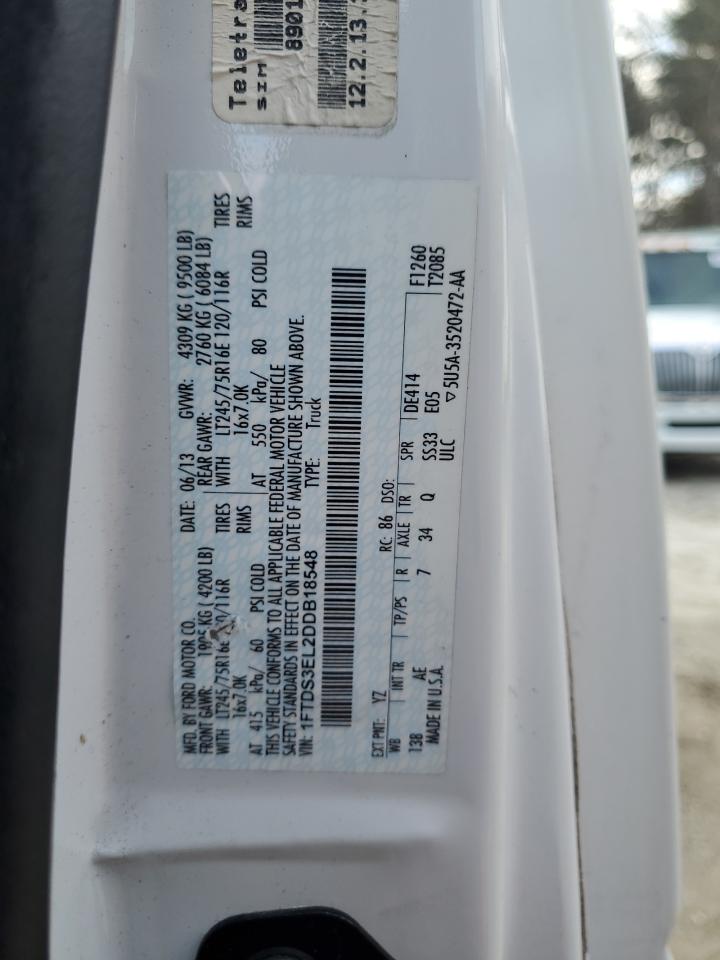 Teletra
SIM
8901
12.2.13.
MFD. BY FORD MOTOR CO. DATE: 06/13 GVWR: 4309 KG ( 9500 LB)
FRONT GAWR: KG ( 4200 LB) REAR GAWR: 2760 KG ( 6084 LB)
WITH LT245/75R16E /116R TIRES WITH LT245/75R16E 120/116R TIRES
16x7.0K RIMS 16x7.0K RIMS
AT 415 kPa/ 60 PSI COLD AT 550 kPa/ 80 PSI COLD
THIS VEHICLE CONFORMS TO ALL APPLICABLE FEDERAL MOTOR VEHICLE
SAFETY STANDARDS IN EFFECT ON THE DATE OF MANUFACTURE SHOWN ABOVE.
VIN: 1FTDS3EL2DDB18548 TYPE: Truck
EXT PNT: YZ RC: 86 DSO: F1260
WB INT TR TP/PS R AXLE TR SPR DE414 T2085
138 AE 7 34 Q SS33 E05
MADE IN U.S.A. ULC ▽5U5A-3520472-AA